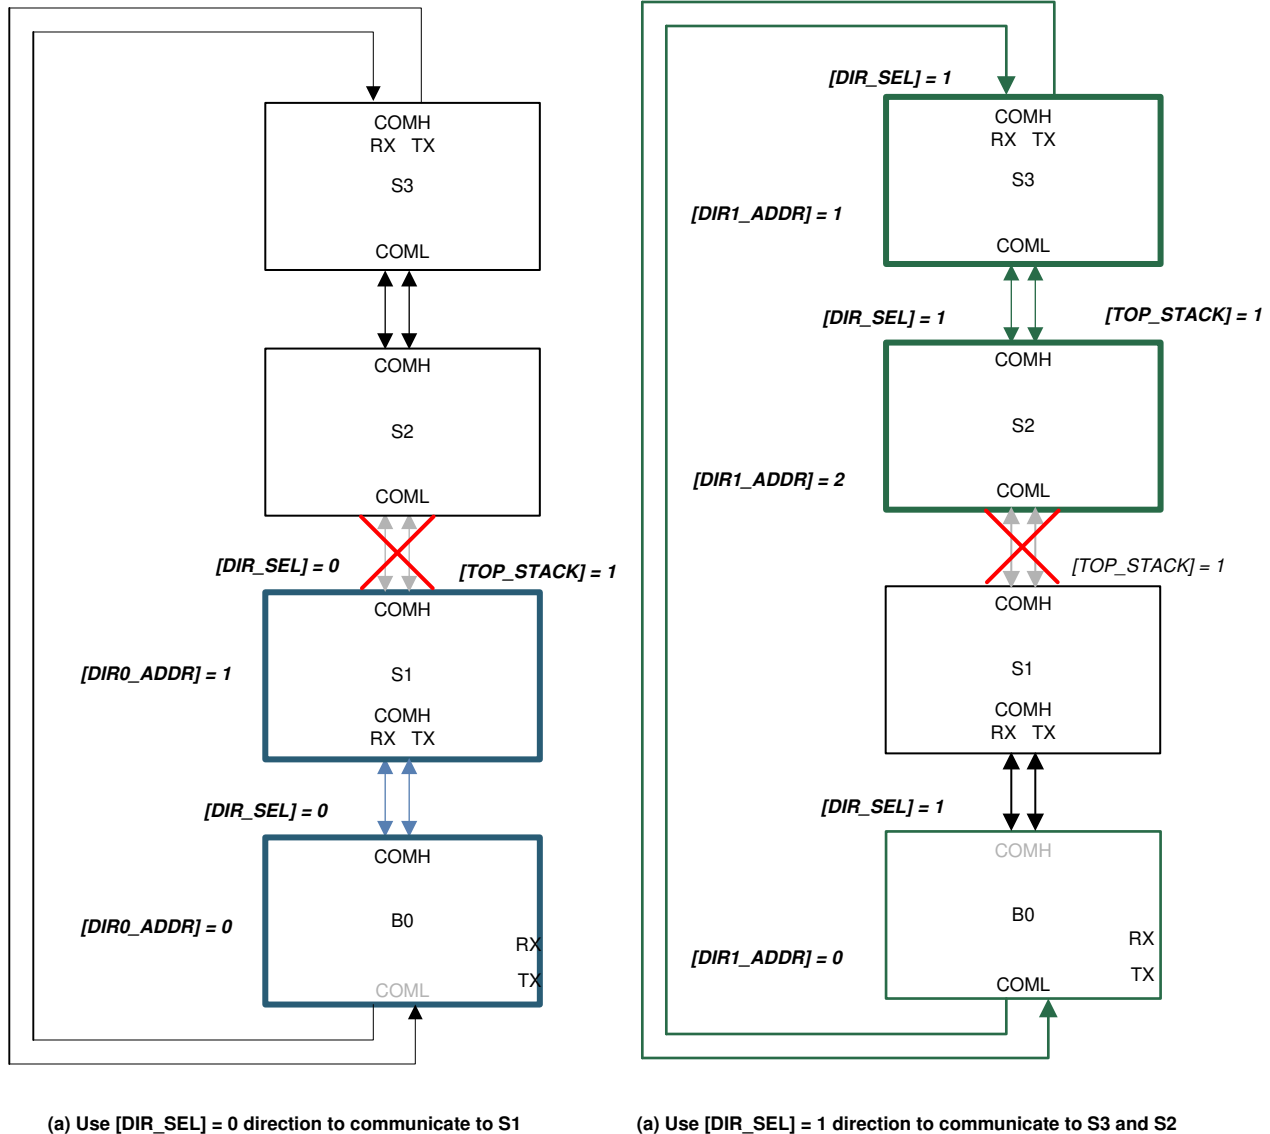 COMH
RX TX
S3
COML
COMH
S2
COML
[DIR_SEL] = 0
[TOP_STACK] = 1
COMH
[DIR0_ADDR] = 1
S1
COMH
RX TX
[DIR_SEL] = 0
COMH
[DIR0_ADDR] = 0
B0
RX
TX
COML
(a) Use [DIR_SEL] = 0 direction to communicate to S1
[DIR_SEL] = 1
COMH
RX TX
S3
[DIR1_ADDR] = 1
COML
[DIR_SEL] = 1
[TOP_STACK] = 1
COMH
S2
[DIR1_ADDR] = 2
COML
[TOP_STACK] = 1
COMH
S1
COMH
RX TX
[DIR_SEL] = 1
COMH
B0
RX
[DIR1_ADDR] = 0
TX
COML
(a) Use [DIR_SEL] = 1 direction to communicate to S3 and S2